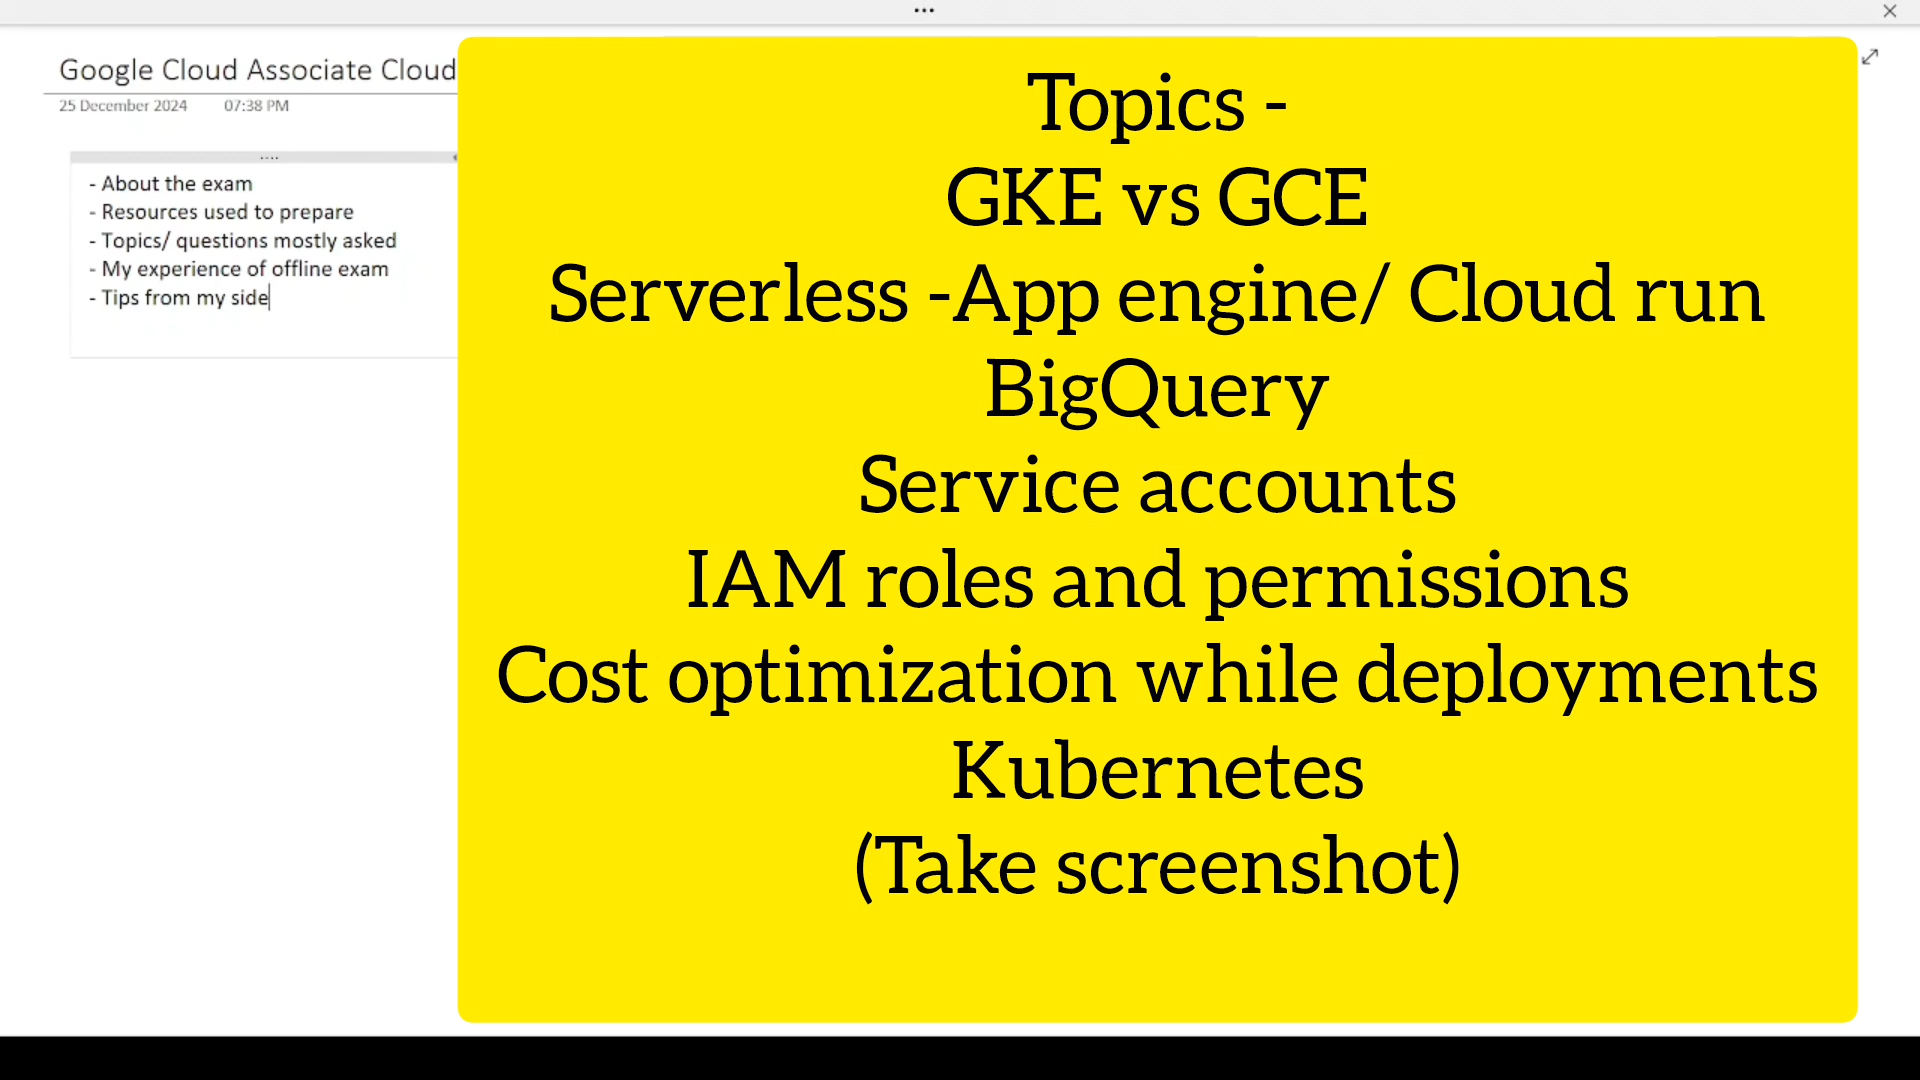 Google Cloud Associate Cloud
25 December 2024 07:38 PM
- About the exam
- Resources used to prepare
- Topics/ questions mostly asked
- My experience of offline exam
- Tips from my side
Topics -
GKE vs GCE
Serverless -App engine/ Cloud run
BigQuery
Service accounts
IAM roles and permissions
Cost optimization while deployments
Kubernetes
(Take screenshot)